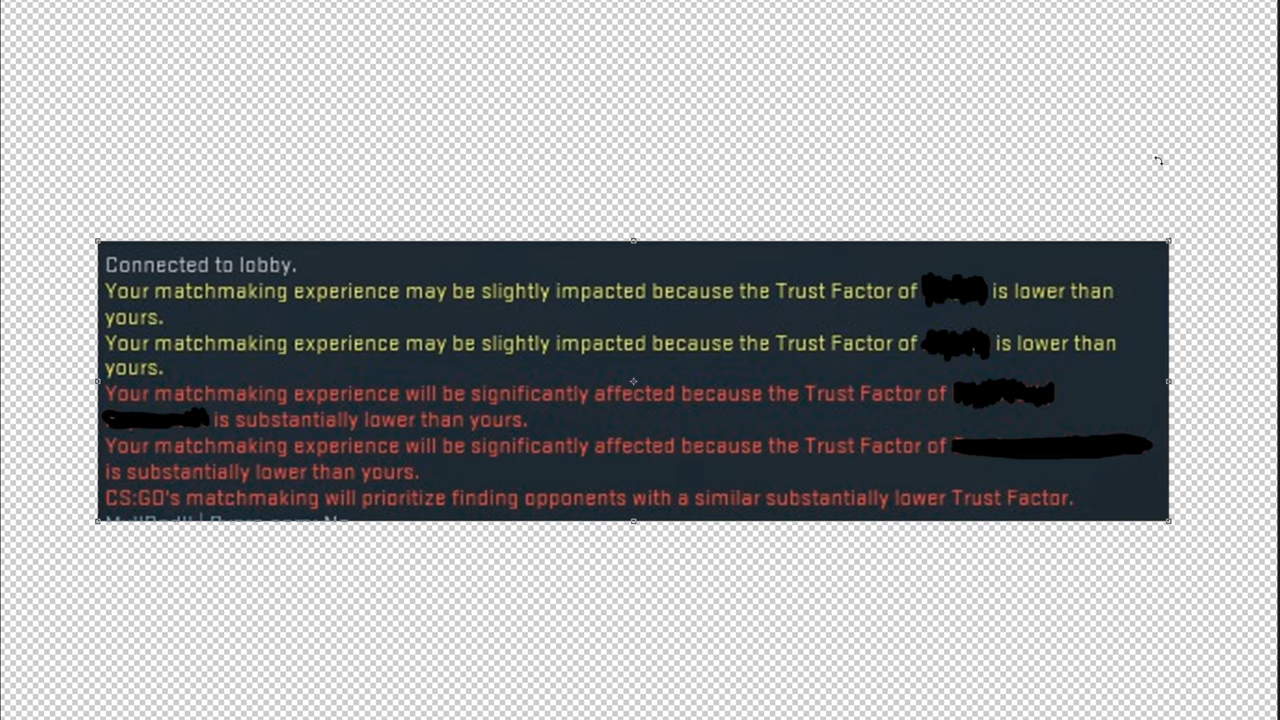 Connected to lobby.
Your matchmaking experience may be slightly impacted because the Trust Factor of is lower than
yours.
Your matchmaking experience may be slightly impacted because the Trust Factor of is lower than
yours.
Your matchmaking experience will be significantly affected because the Trust Factor of
is substantially lower than yours.
Your matchmaking experience will be significantly affected because the Trust Factor of
is substantially lower than yours.
CS:GO's matchmaking will prioritize finding opponents with a similar substantially lower Trust Factor.